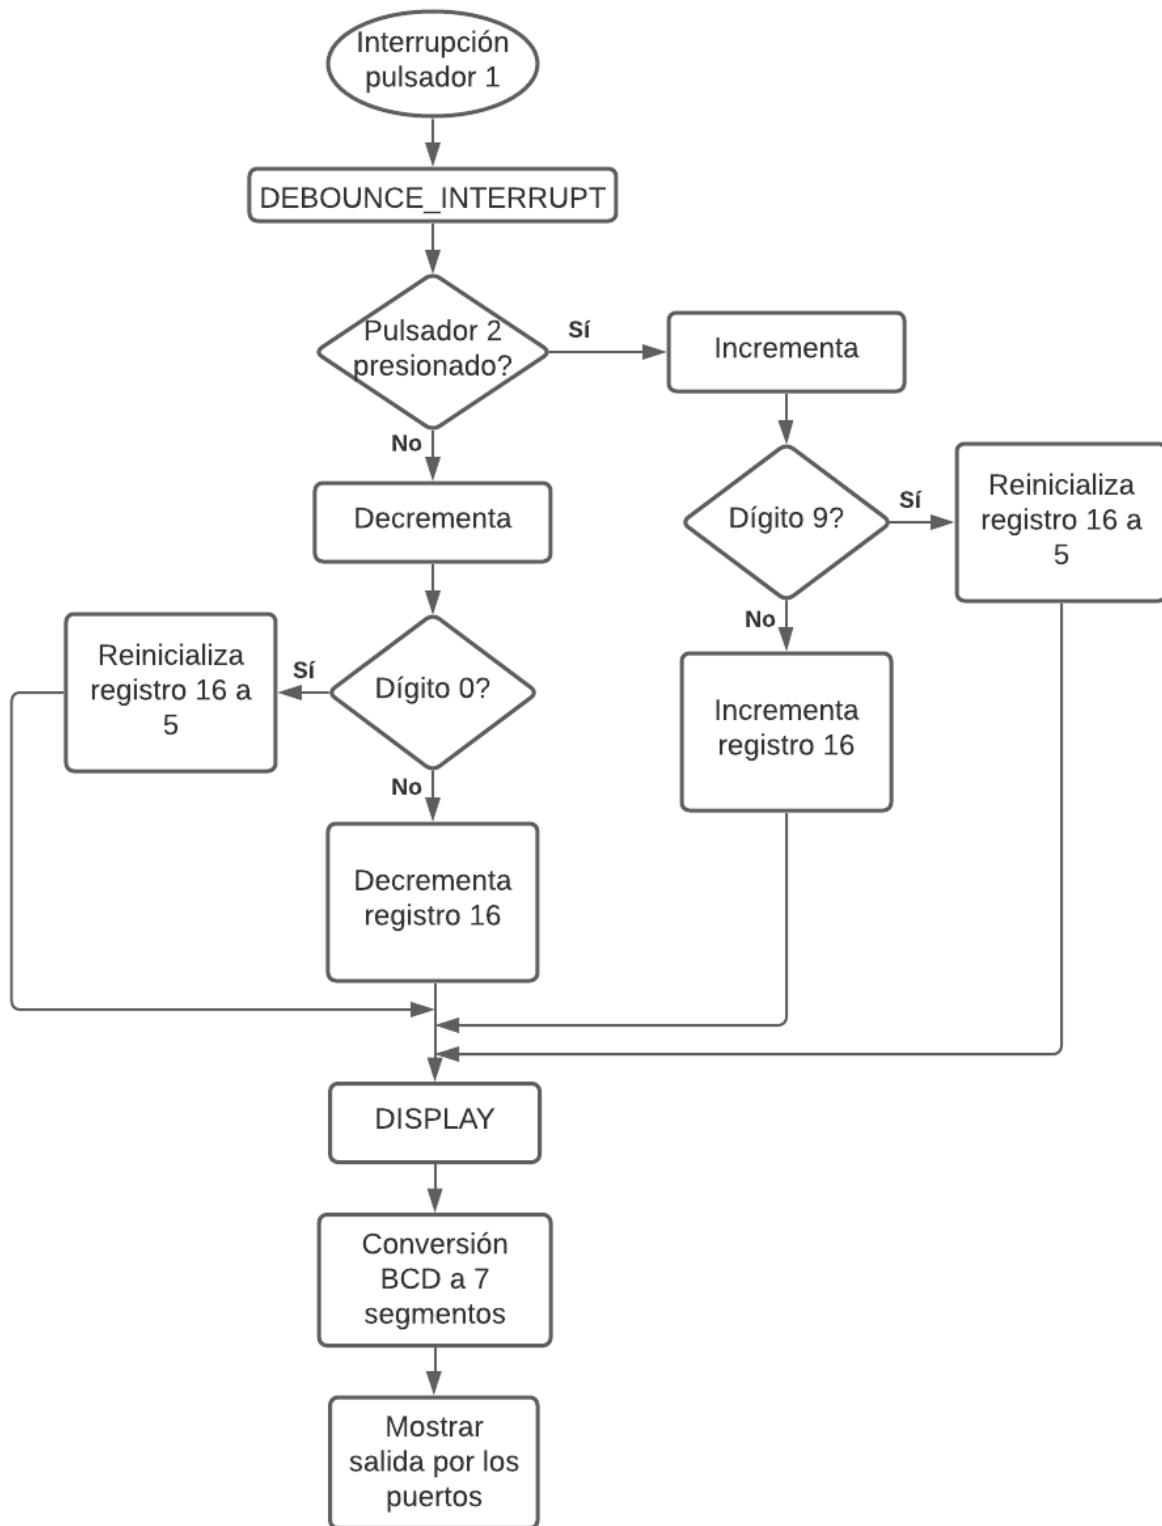 Interrupción
pulsador 1
DEBOUNCE_INTERRUPT
Pulsador 2
presionado?
Sí
Incrementa
No
Decrementa
Dígito 9?
Sí
Reinicializa
registro 16 a
5
No
Incrementa
registro 16
Dígito 0?
Sí
Reinicializa
registro 16 a
5
No
Decrementa
registro 16
DISPLAY
Conversión
BCD a 7
segmentos
Mostrar
salida por los
puertos